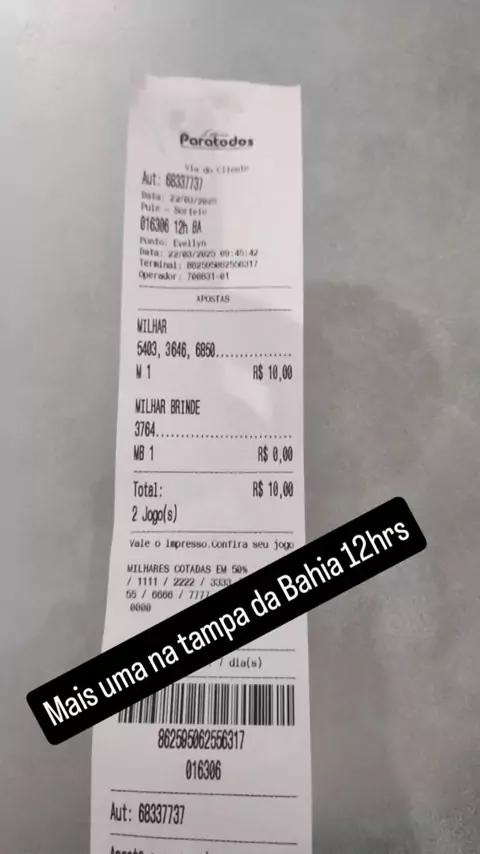 Paratodos
Via do Cliente
Aut: 68337737
Data: 22/03/2025
Pule - Sorteio
016306 12h BA
Ponto: Evellyn
Data: 22/03/2025 09:45:42
Terminal: 862595062556317
Operador: 700831-01
APOSTAS
MILHAR
5403, 3646, 6850................
M 1 R$ 10,00
MILHAR BRINDE
3764.........................
MB 1 R$ 0,00
Total: R$ 10,00
2 Jogo(s)
Vale o impresso.Confira seu jogo
MILHARES COTADAS EM 50%
/ 1111 / 2222 / 3333
55 / 6666 / 7777
0000
Mais uma na tampa da Bahia 12hrs
/ dia(s)
862595062556317
016306
Aut: 68337737